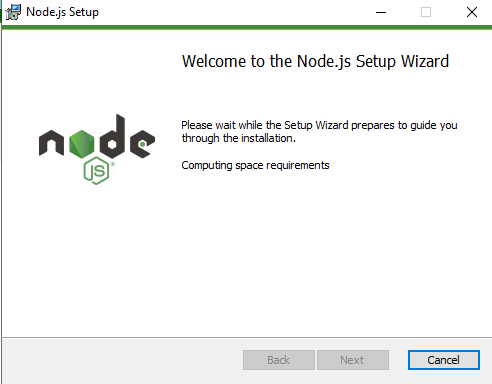 Node.js Setup
Welcome to the Node.js Setup Wizard
node
JS
Please wait while the Setup Wizard prepares to guide you
through the installation.
Computing space requirements
Back
Next
Cancel